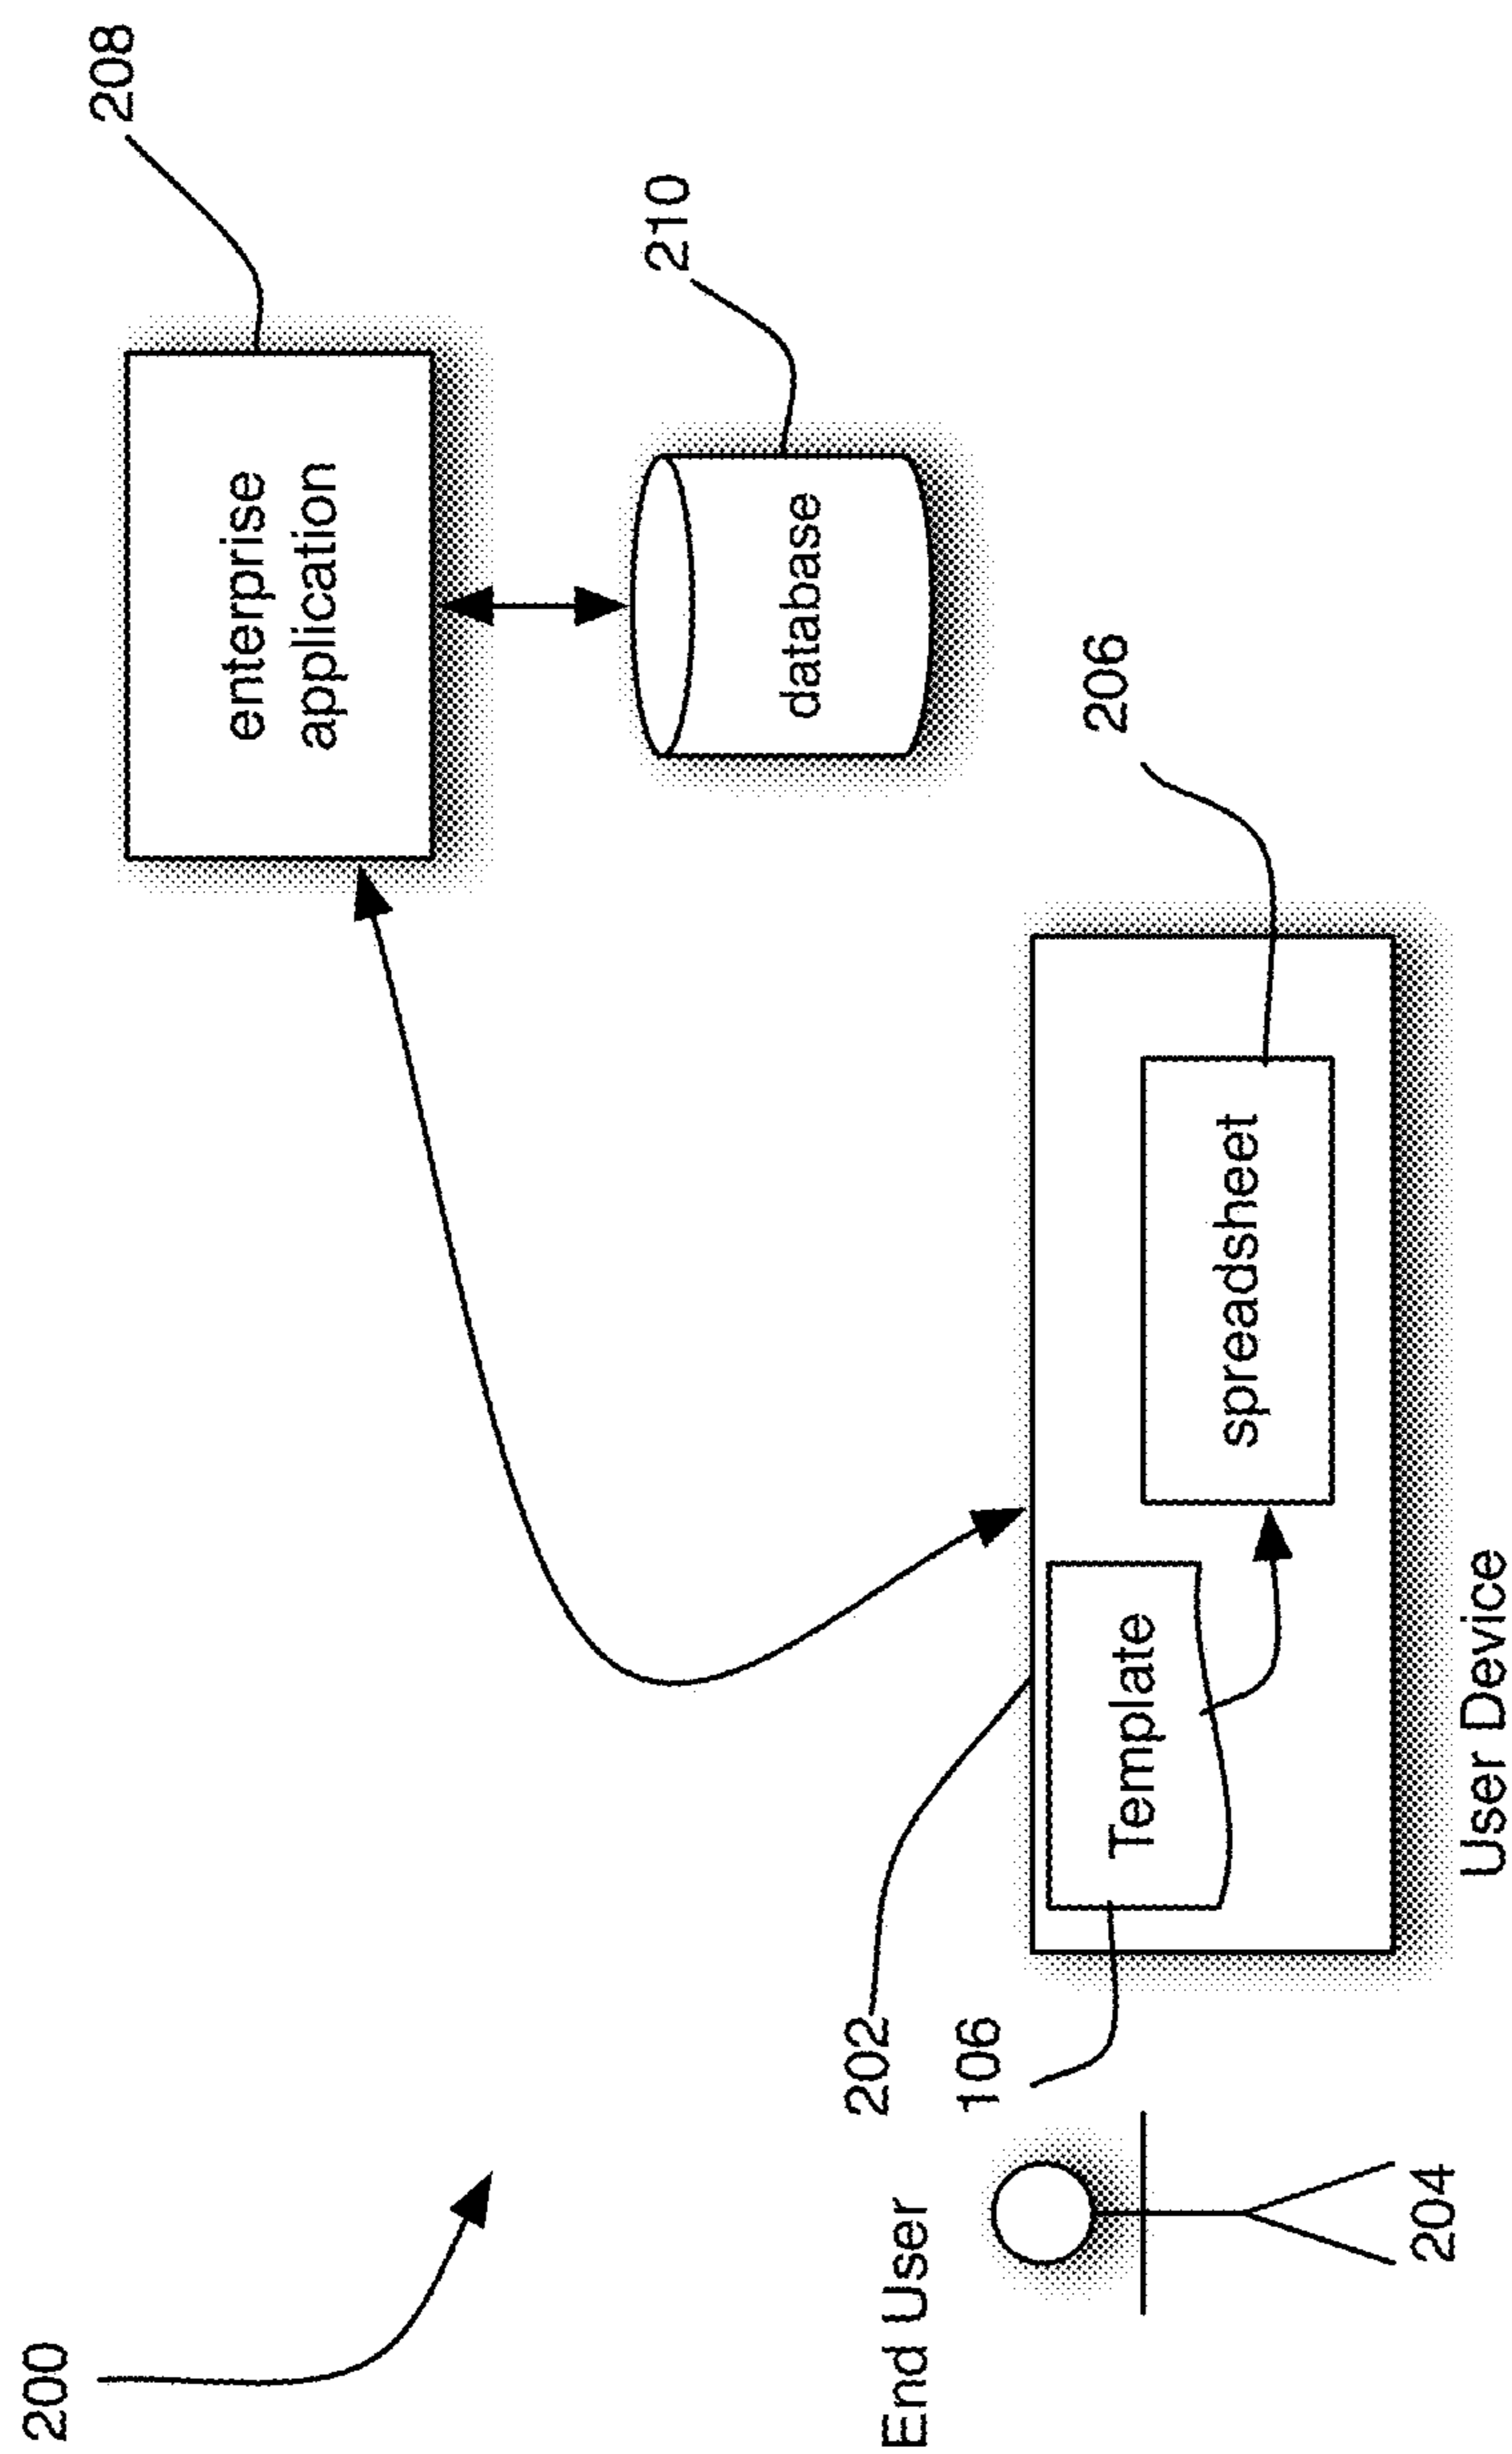 200
208
enterprise
application
210
database
202
End User
106
Template
spreadsheet
206
204
User Device